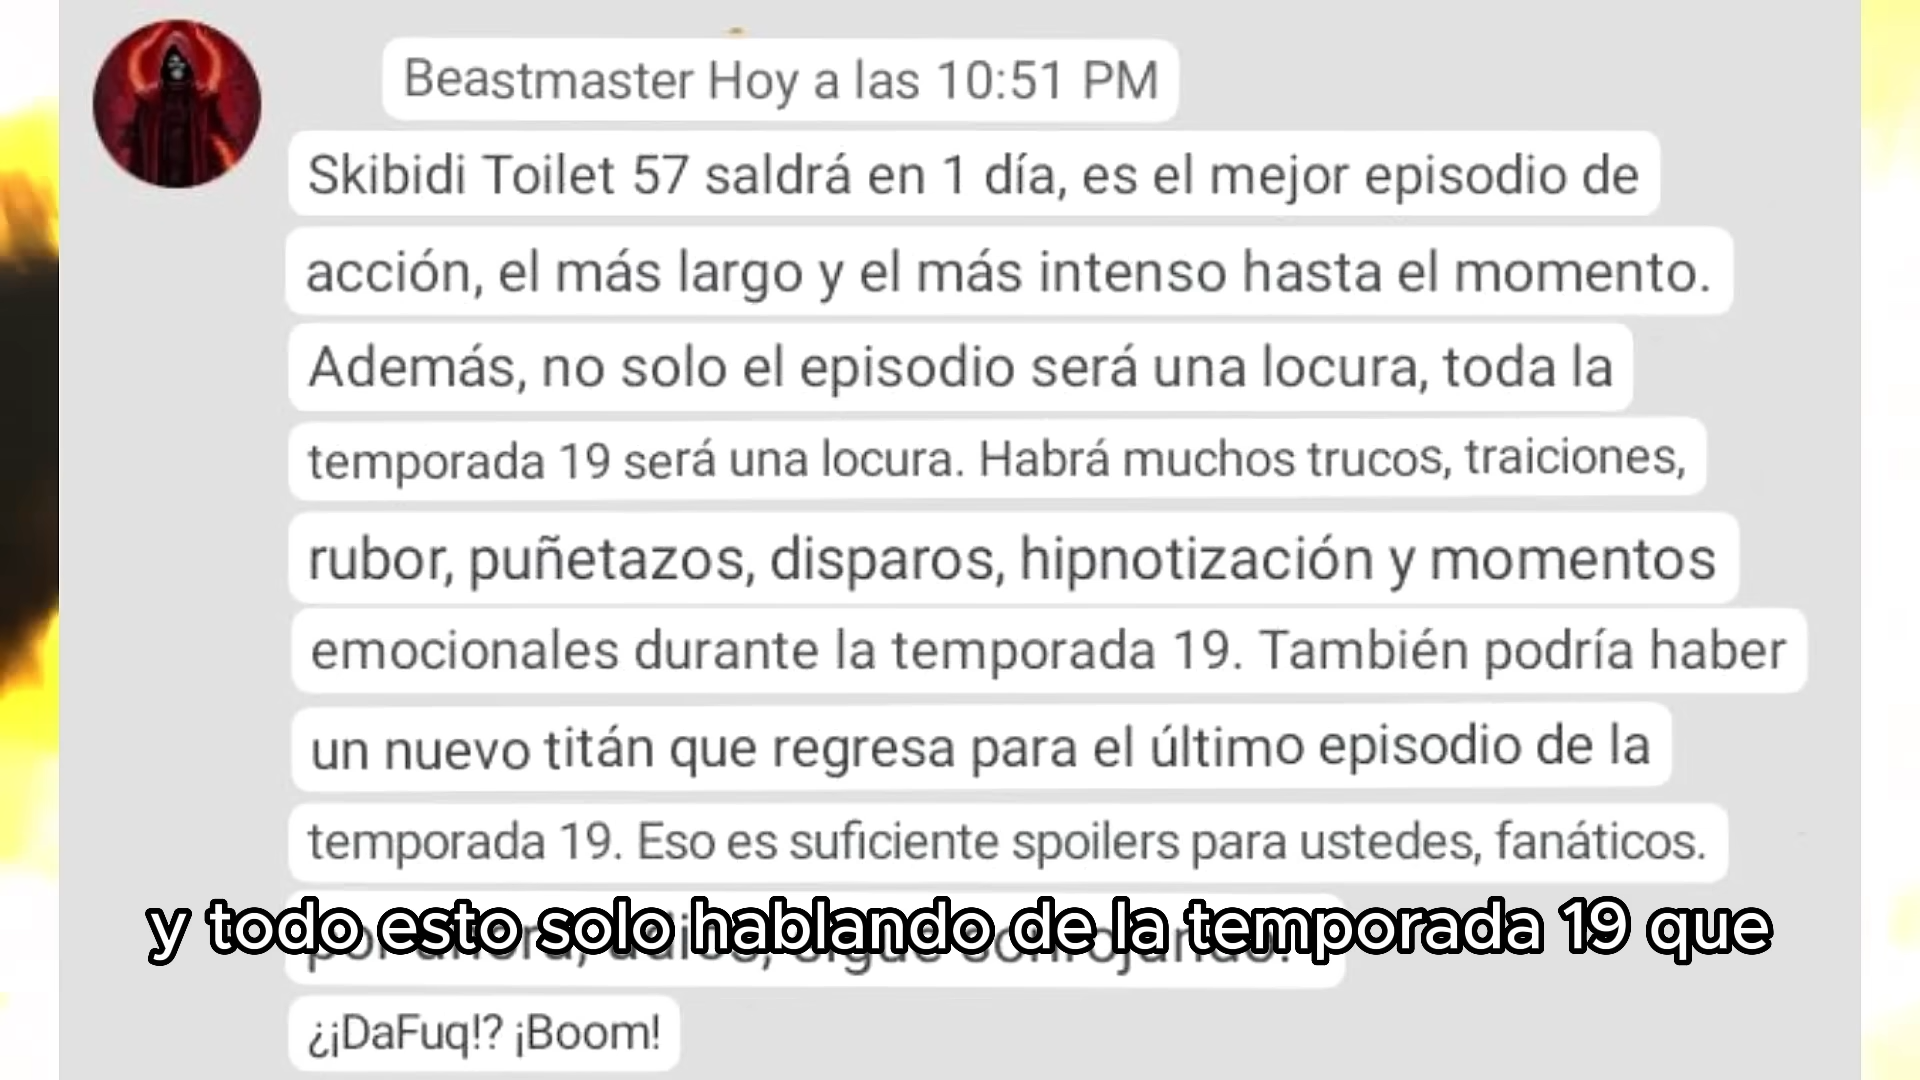 Beastmaster Hoy a las 10:51 PM
Skibidi Toilet 57 saldrá en 1 día, es el mejor episodio de
acción, el más largo y el más intenso hasta el momento.
Además, no solo el episodio será una locura, toda la
temporada 19 será una locura. Habrá muchos trucos, traiciones,
rubor, puñetazos, disparos, hipnotización y momentos
emocionales durante la temporada 19. También podría haber
un nuevo titán que regresa para el último episodio de la
temporada 19. Eso es suficiente spoilers para ustedes, fanáticos.
y todo esto solo hablando de la temporada 19 que
¿¡DaFuq!? ¡Boom!